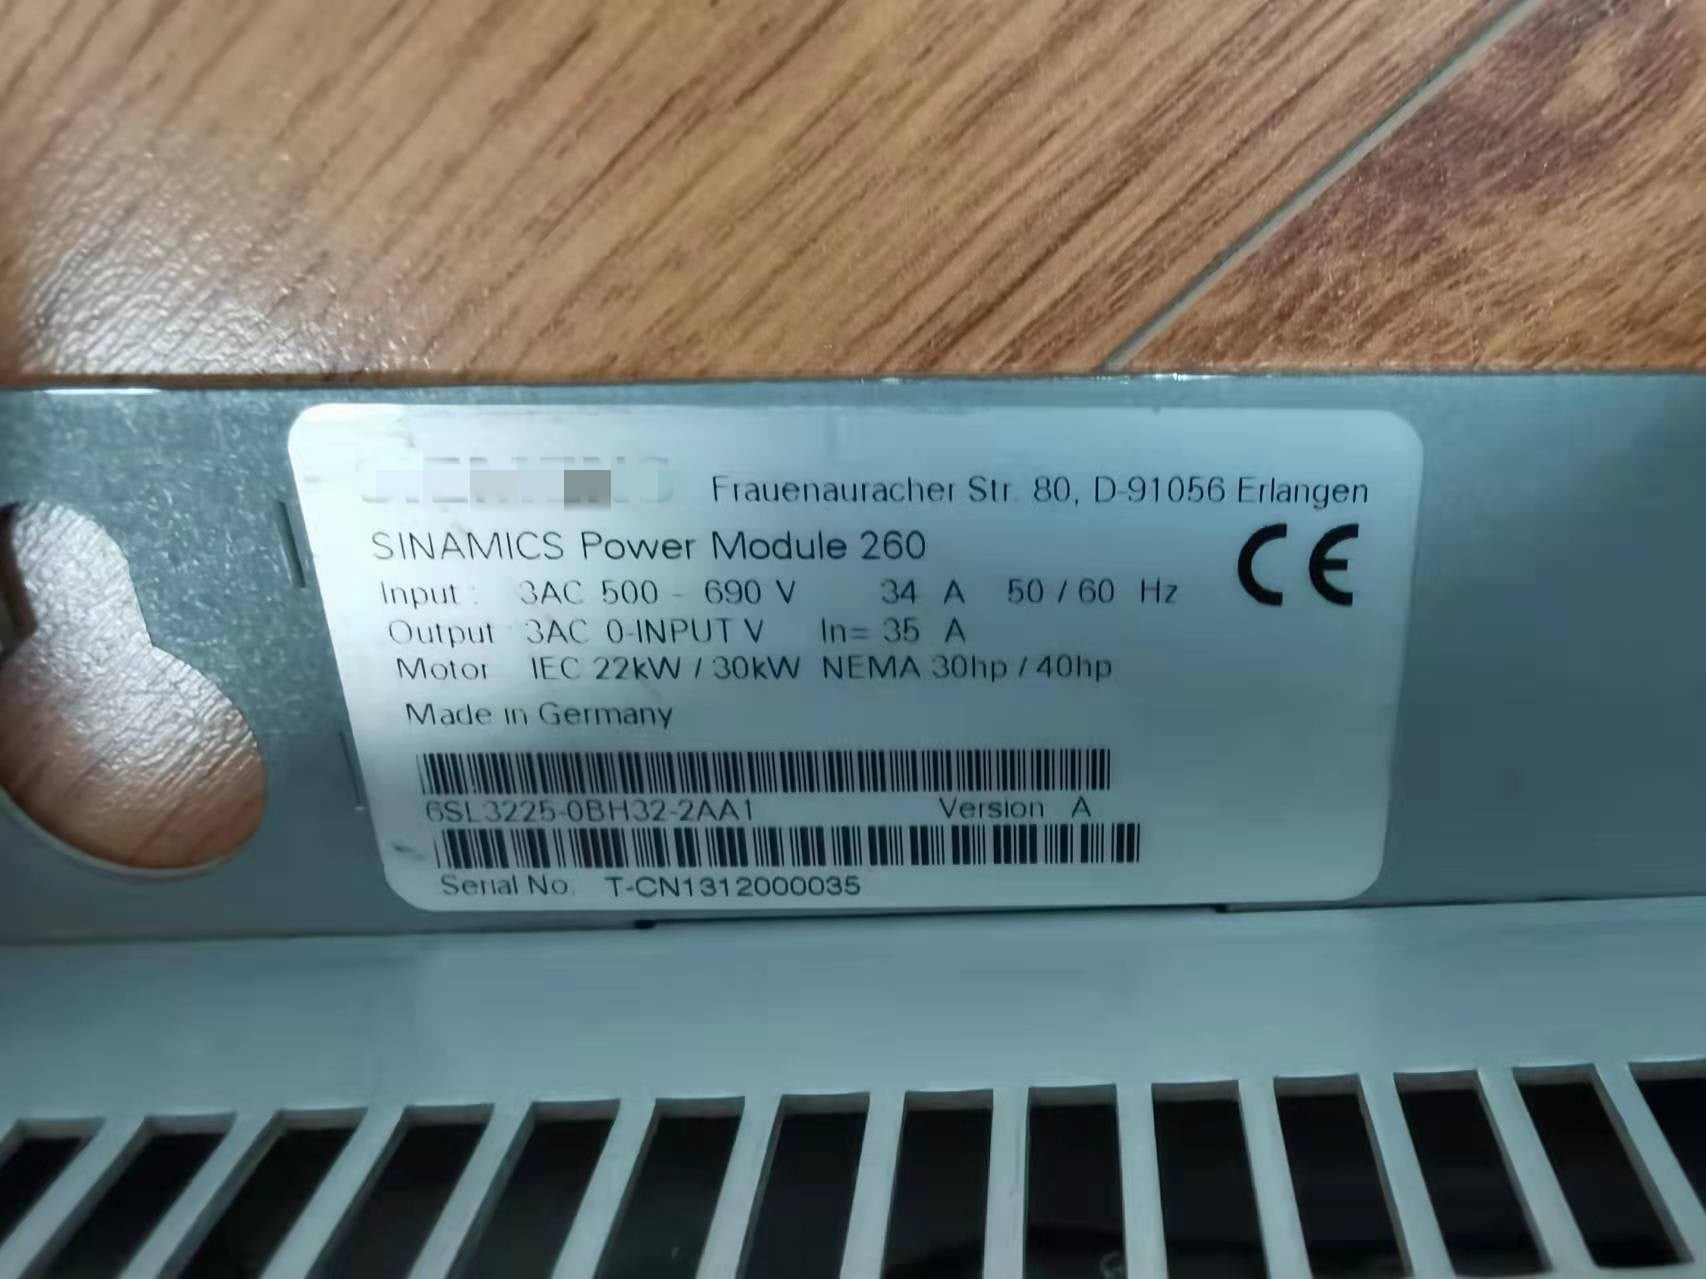 SIEMENS Frauenauracher Str. 80, D-91056 Erlangen
SINAMICS Power Module 260
Input : 3AC 500 - 690 V 34 A 50 / 60 Hz
Output 3AC 0-INPUT V In= 35 A
Motor IEC 22kW / 30kW NEMA 30hp / 40hp
Made in Germany
6SL3225-0BH32-2AA1 Version A
Serial No. T-CN1312000035
CE